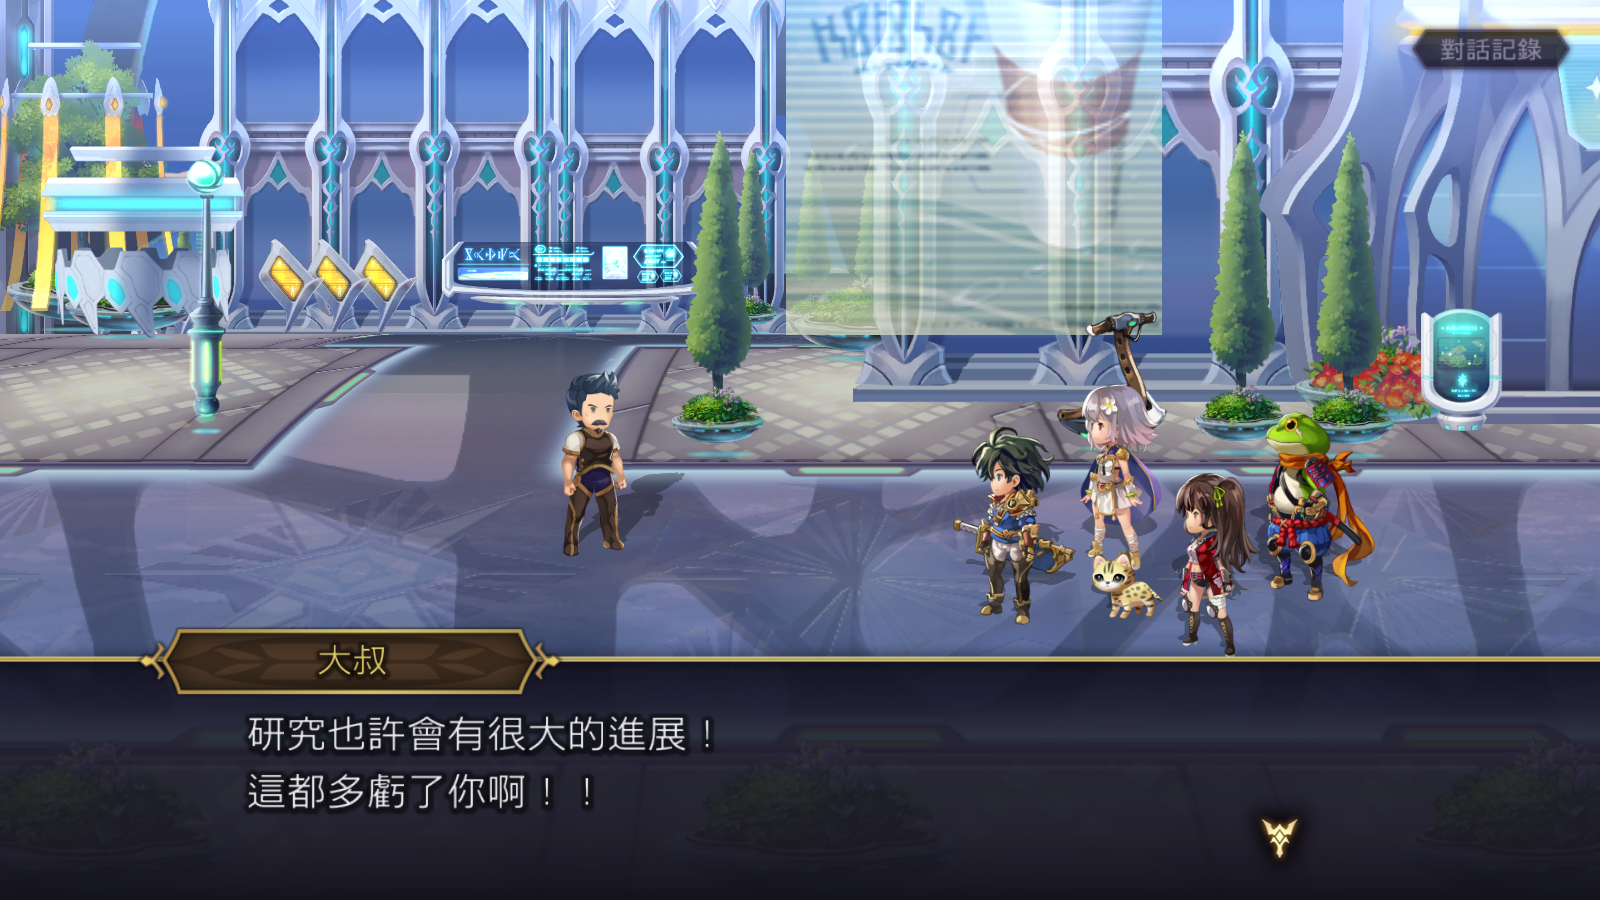 對話記錄
大叔
研究也許會有很大的進展！
這都多虧了你啊！！